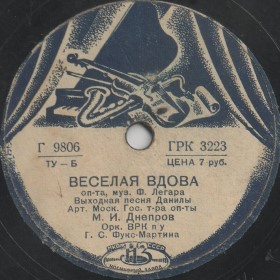 Г 9806 ГРК 3223
ТУ — Б ЦЕНА 7 руб.
ВЕСЕЛАЯ ВДОВА
оп-та, муз. Ф. Легара
Выходная песня Данилы
Арт. Моск. Гос. т-ра оп-ты
М. И. Днепров
Орк. ВРК п/у
Г. С. Фукс-Мартина